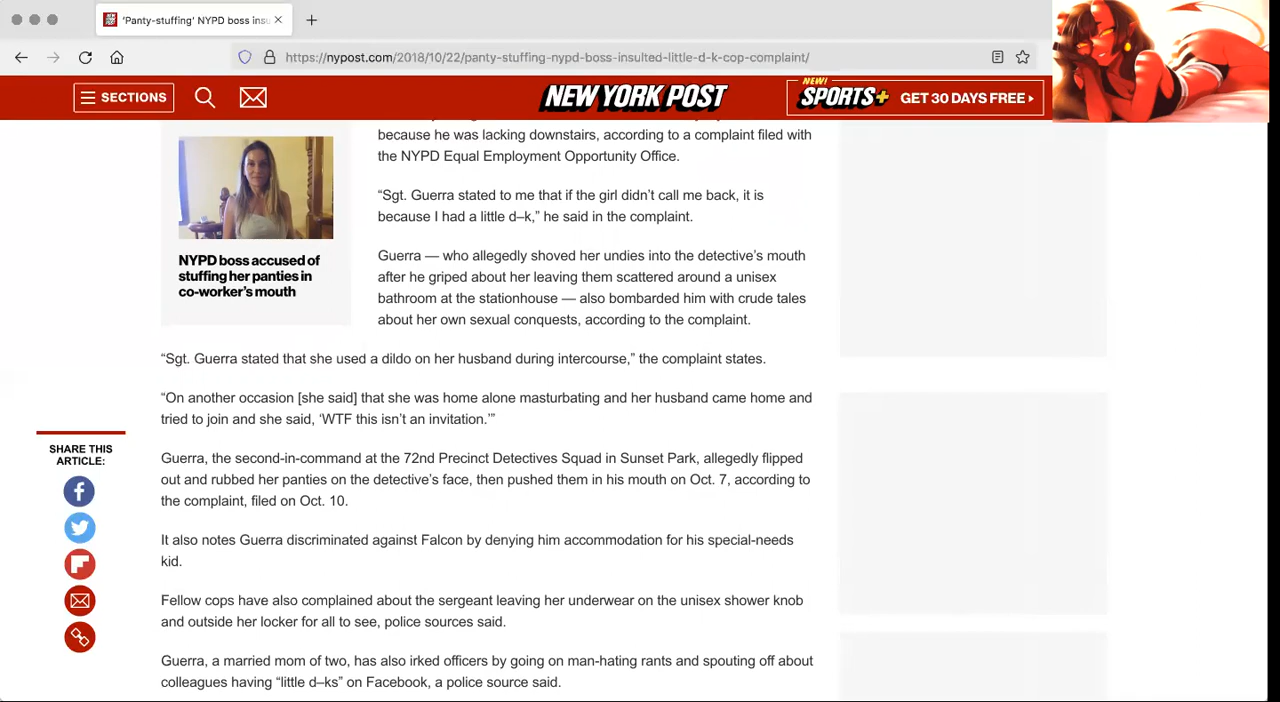 'Panty-stuffing' NYPD boss insu
https://nypost.com/2018/10/22/panty-stuffing-nypd-boss-insulted-little-d-k-cop-complaint/
SECTIONS
NEW YORK POST
NEW!
SPORTS+
GET 30 DAYS FREE
because he was lacking downstairs, according to a complaint filed with
the NYPD Equal Employment Opportunity Office.
“Sgt. Guerra stated to me that if the girl didn’t call me back, it is
because I had a little d–k,” he said in the complaint.
NYPD boss accused of
stuffing her panties in
co-worker’s mouth
Guerra — who allegedly shoved her undies into the detective’s mouth
after he griped about her leaving them scattered around a unisex
bathroom at the stationhouse — also bombarded him with crude tales
about her own sexual conquests, according to the complaint.
“Sgt. Guerra stated that she used a dildo on her husband during intercourse,” the complaint states.
“On another occasion [she said] that she was home alone masturbating and her husband came home and
tried to join and she said, ‘WTF this isn’t an invitation.’”
SHARE THIS
ARTICLE:
Guerra, the second-in-command at the 72nd Precinct Detectives Squad in Sunset Park, allegedly flipped
out and rubbed her panties on the detective’s face, then pushed them in his mouth on Oct. 7, according to
the complaint, filed on Oct. 10.
It also notes Guerra discriminated against Falcon by denying him accommodation for his special-needs
kid.
Fellow cops have also complained about the sergeant leaving her underwear on the unisex shower knob
and outside her locker for all to see, police sources said.
Guerra, a married mom of two, has also irked officers by going on man-hating rants and spouting off about
colleagues having “little d–ks” on Facebook, a police source said.